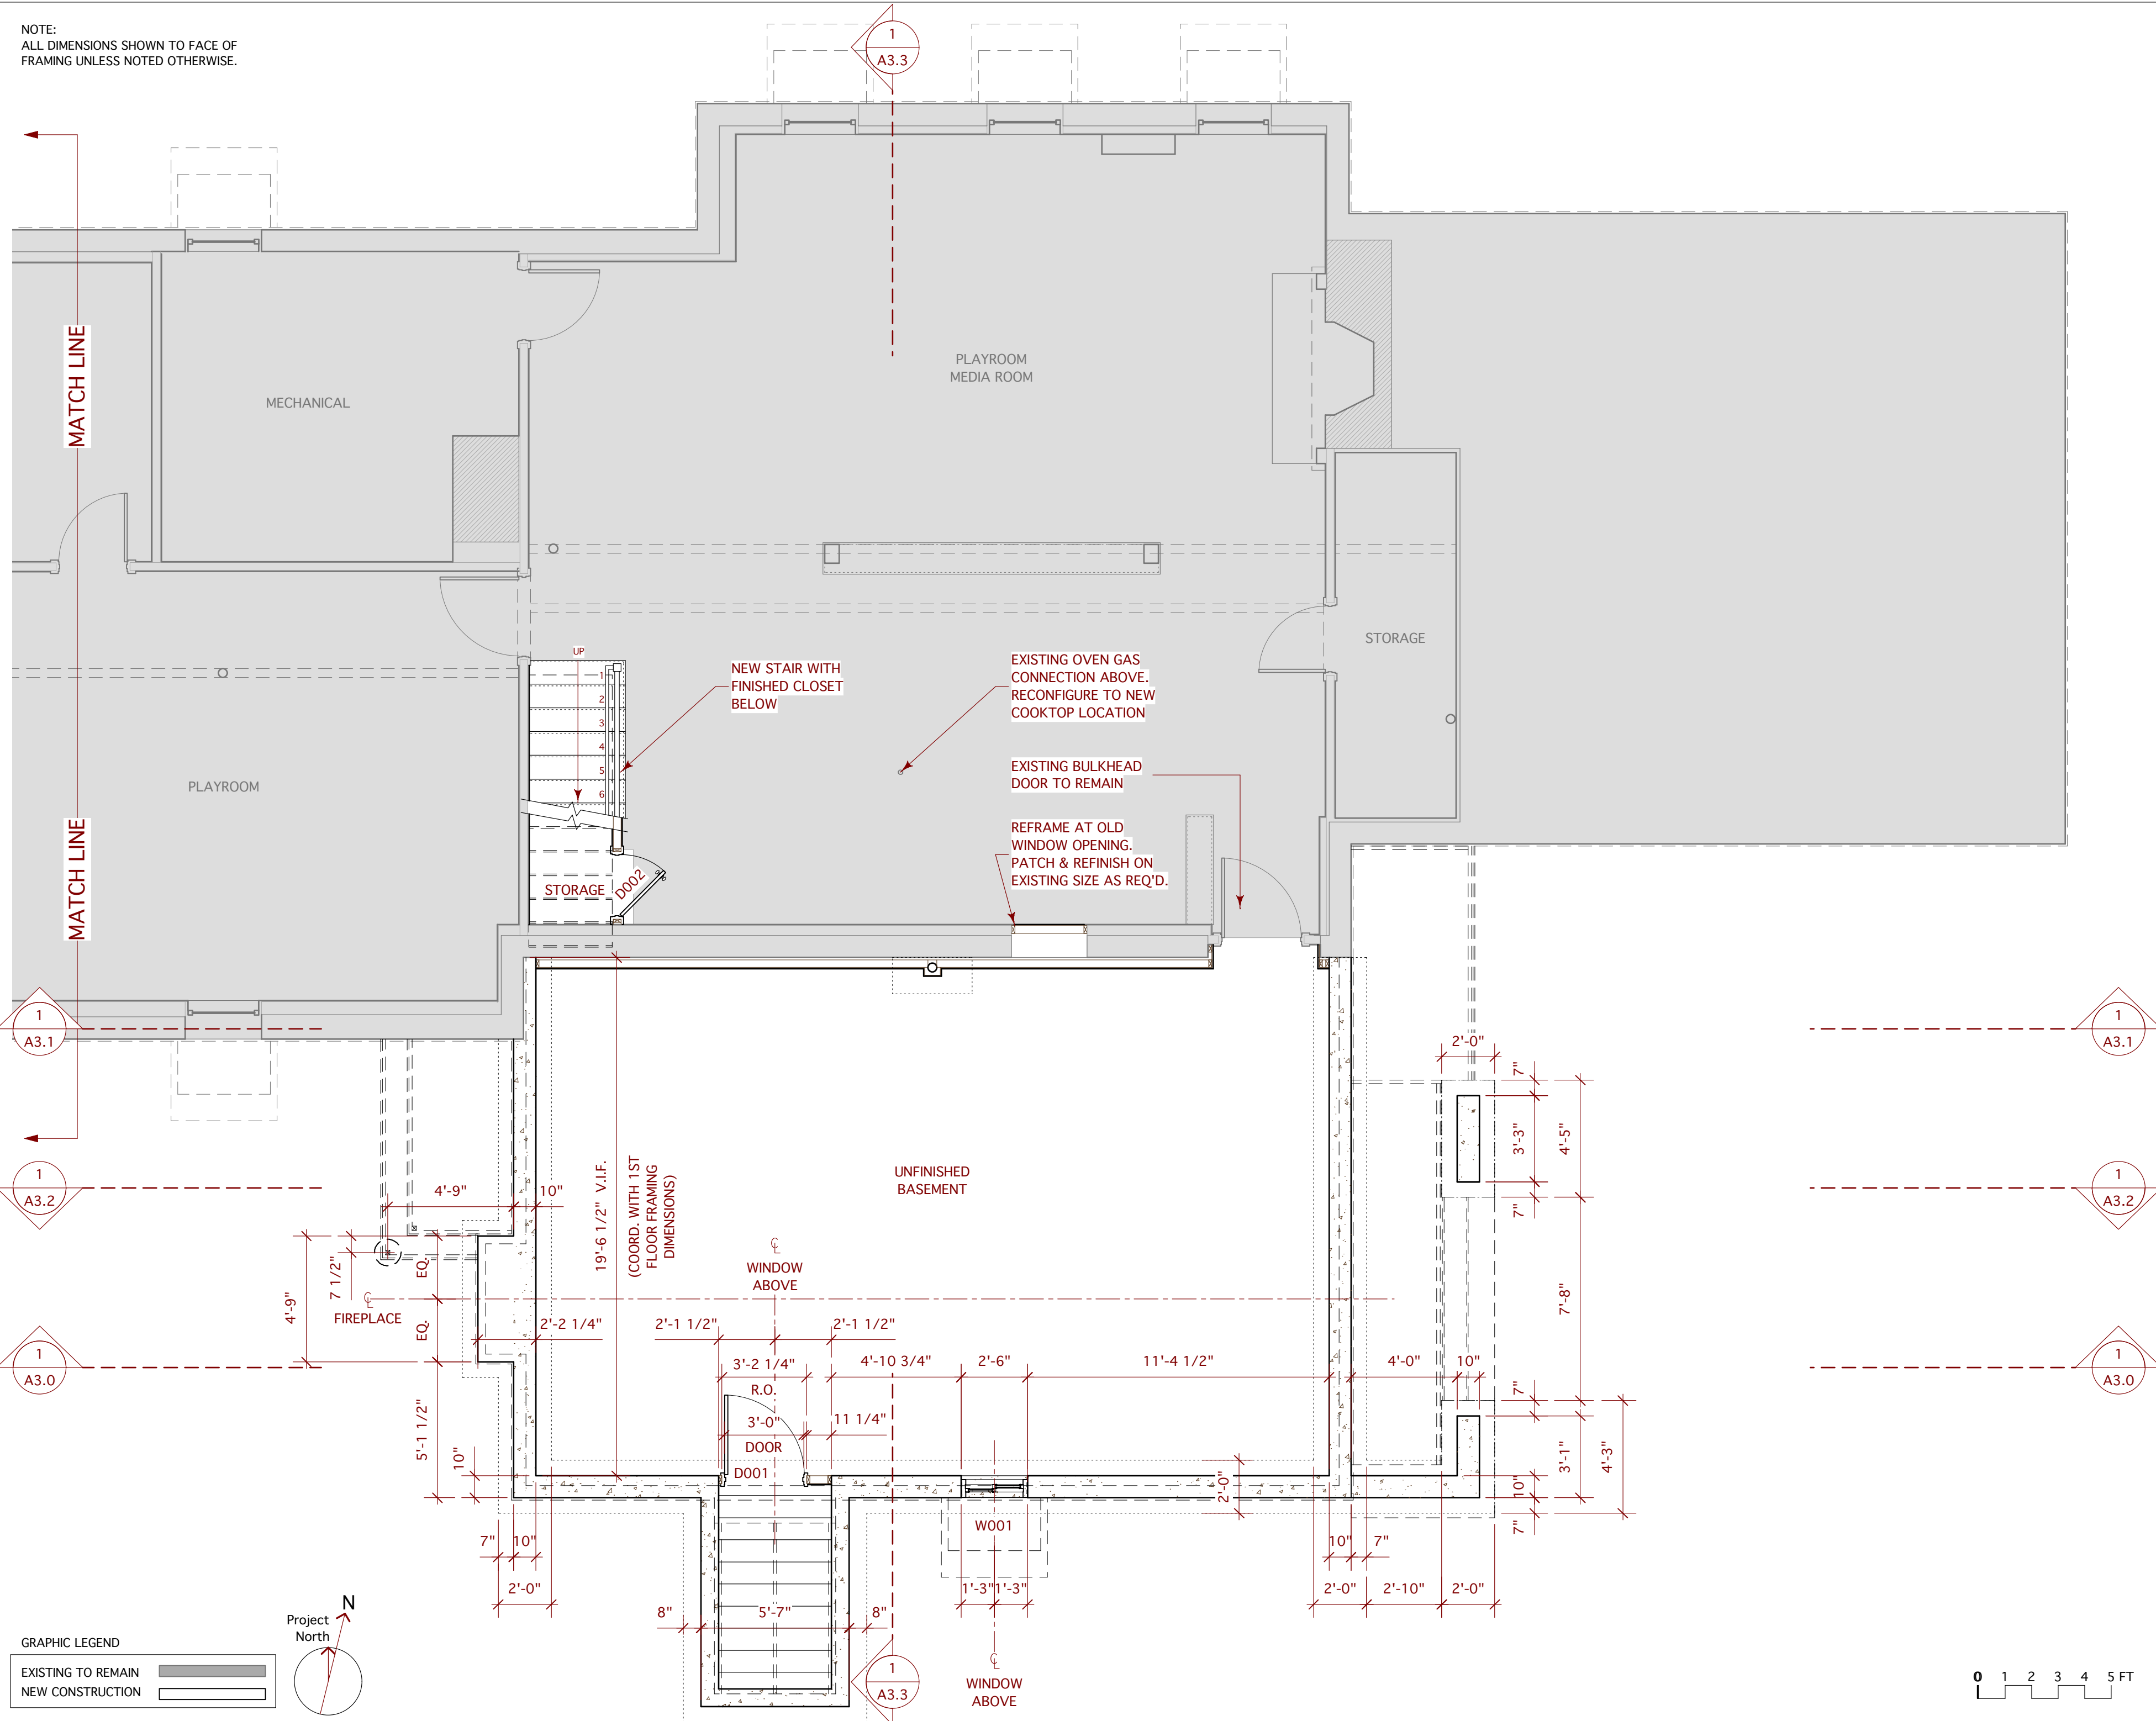 NOTE:
ALL DIMENSIONS SHOWN TO FACE OF
FRAMING UNLESS NOTED OTHERWISE.
1
A3.3
MATCH LINE
MECHANICAL
PLAYROOM
MEDIA ROOM
STORAGE
UP
1
2
3
4
5
6
NEW STAIR WITH
FINISHED CLOSET
BELOW
EXISTING OVEN GAS
CONNECTION ABOVE.
RECONFIGURE TO NEW
COOKTOP LOCATION
EXISTING BULKHEAD
DOOR TO REMAIN
REFRAME AT OLD
WINDOW OPENING.
PATCH & REFINISH ON
EXISTING SIZE AS REQ'D.
PLAYROOM
MATCH LINE
STORAGE
D002
1
A3.1
1
A3.1
2'-0"
7"
3'-3"
4'-5"
7"
1
A3.2
1
A3.2
4'-9"
10"
19'-6 1/2" V.I.F.
(COORD. WITH 1ST
FLOOR FRAMING
DIMENSIONS)
UNFINISHED
BASEMENT
CL
WINDOW
ABOVE
4'-9"
7 1/2"
EQ.
EQ.
CL
FIREPLACE
7'-8"
2'-2 1/4"
2'-1 1/2"
2'-1 1/2"
1
A3.0
1
A3.0
3'-2 1/4"
R.O.
4'-10 3/4"
2'-6"
11'-4 1/2"
4'-0"
10"
3'-0"
DOOR
11 1/4"
D001
5'-1 1/2"
10"
2'-0"
7"
3'-1"
4'-3"
10"
7"
W001
7"
10"
2'-0"
10"
7"
1'-3"
1'-3"
2'-0"
2'-10"
2'-0"
8"
5'-7"
8"
1
A3.3
CL
WINDOW
ABOVE
N
Project
North
GRAPHIC LEGEND
EXISTING TO REMAIN
NEW CONSTRUCTION
0 1 2 3 4 5 FT